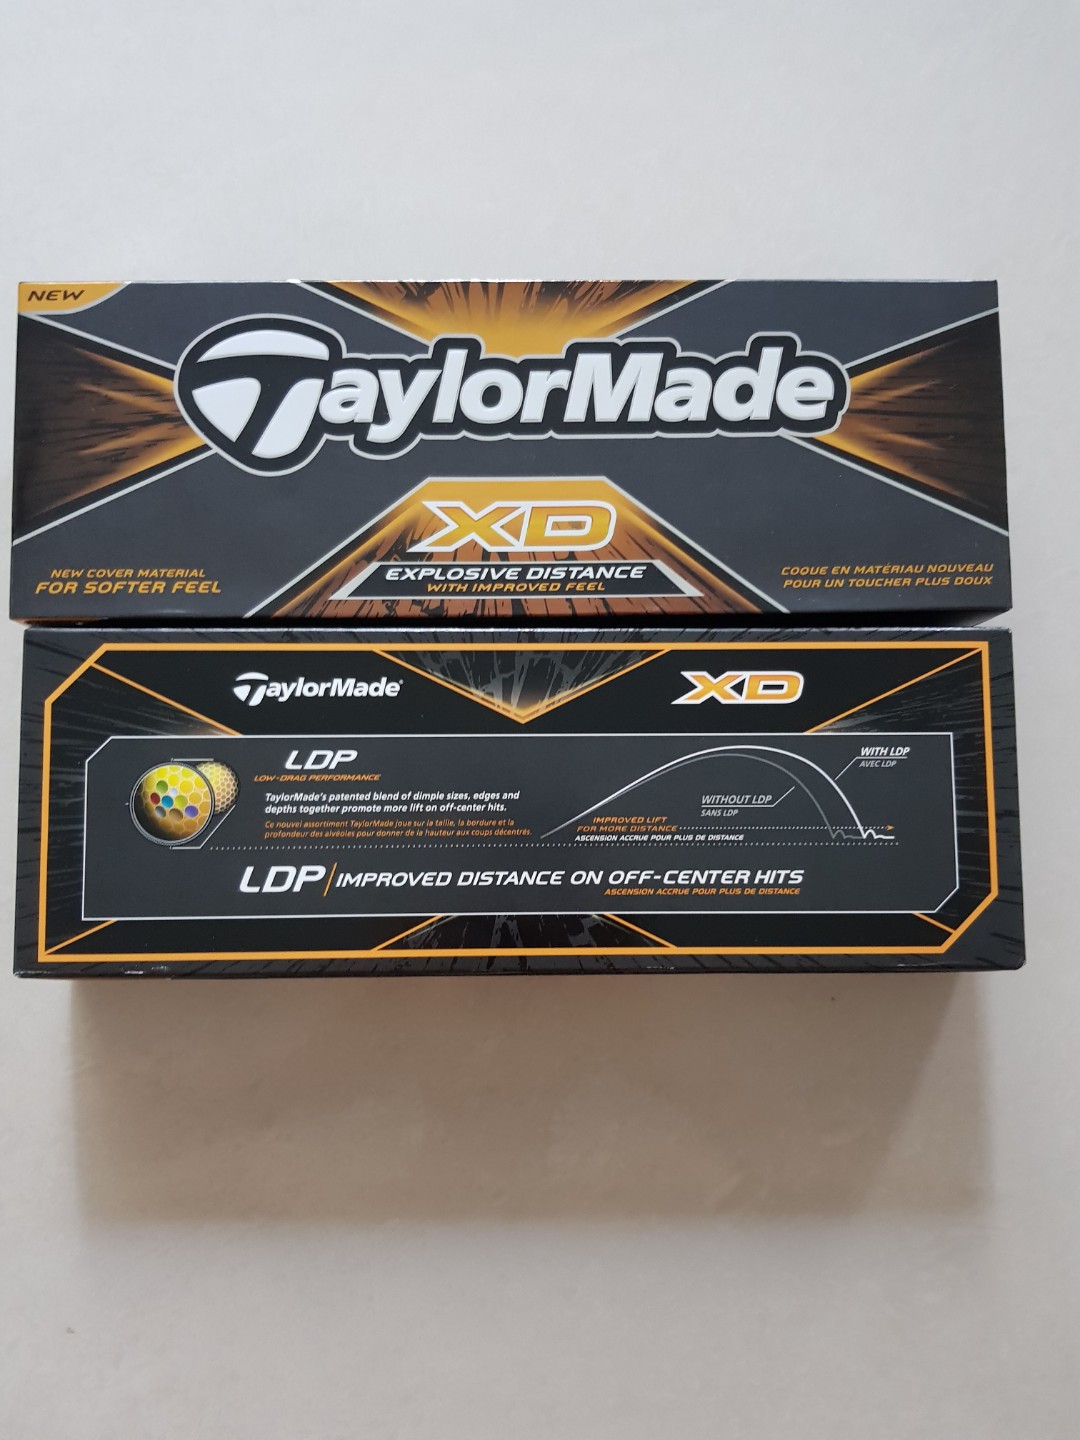 NEW
TaylorMade
XD
EXPLOSIVE DISTANCE
WITH IMPROVED FEEL
NEW COVER MATERIAL
FOR SOFTER FEEL
COQUE EN MATÉRIAU NOUVEAU
POUR UN TOUCHER PLUS DOUX
TaylorMade
XD
LDP
LOW-DRAG PERFORMANCE
TaylorMade's patented blend of dimple sizes, edges and
depths together promote more lift on off-center hits.
Ce nouvel assortiment TaylorMade joue sur la taille, la bordure et la
profondeur des alvéoles pour donner de la hauteur aux coups décentrés.
WITH LDP
AVEC LDP
WITHOUT LDP
SANS LDP
IMPROVED LIFT
FOR MORE DISTANCE
ASCENSION ACCRUE POUR PLUS DE DISTANCE
LDP/IMPROVED DISTANCE ON OFF-CENTER HITS
ASCENSION ACCRUE POUR PLUS DE DISTANCE